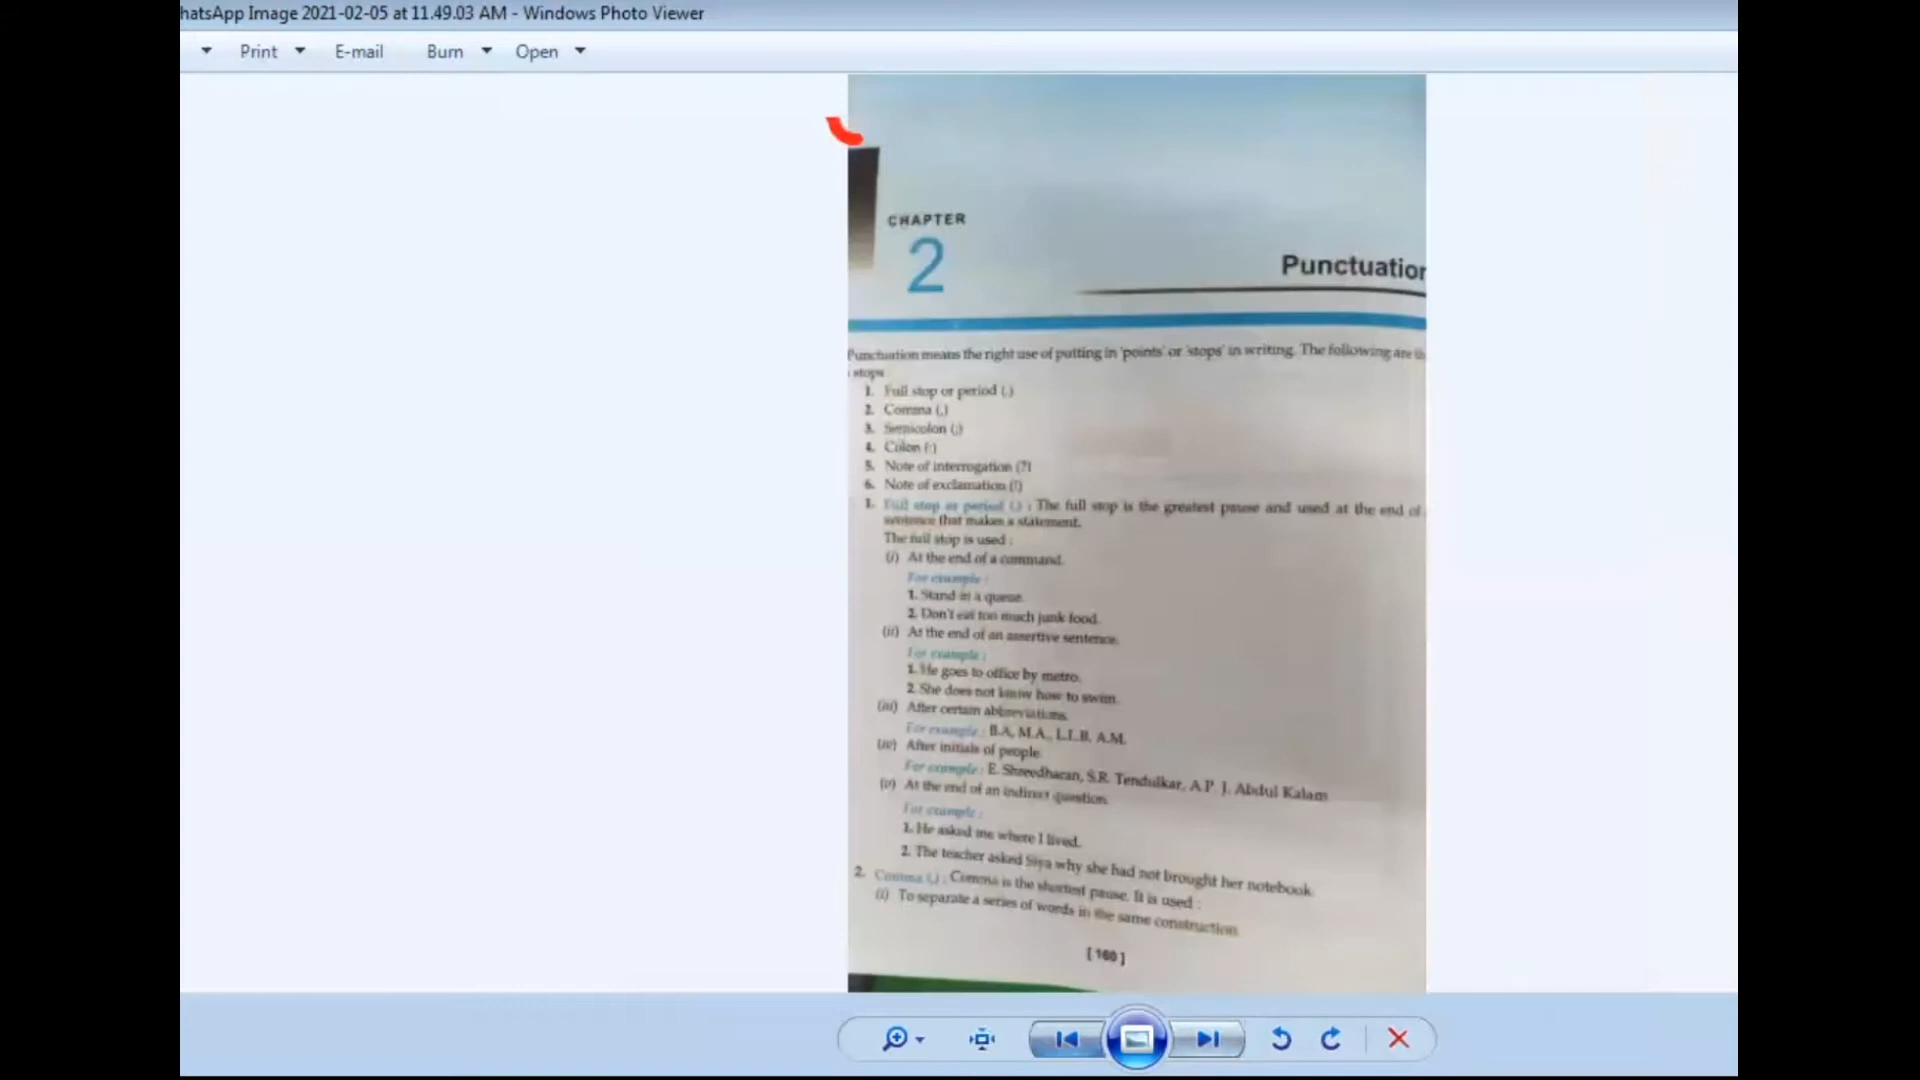 hatsApp Image 2021-02-05 at 11.49.03 AM - Windows Photo Viewer
Print E-mail Burn Open
CHAPTER
2
Punctuation
Punctuation means the right use of putting in 'points' or 'stops' in writing. The following are th
stops
1. Full stop or period (.)
2. Comma (,)
3. Semicolon (;)
4. Colon (:)
5. Note of interrogation (?)
6. Note of exclamation (!)
1. Full stop or period (.) : The full stop is the greatest pause and used at the end of
sentence that makes a statement.
The full stop is used :
(i) At the end of a command.
For example :
1. Stand in a queue.
2. Don't eat too much junk food.
(ii) At the end of an assertive sentence.
For example :
1. He goes to office by metro.
2. She does not know how to swim.
(iii) After certain abbreviations.
For example : B.A, M.A., L.L.B, A.M.
(iv) After initials of people.
For example : E. Shreedharan, S.R. Tendulkar, A.P. J. Abdul Kalam
(v) At the end of an indirect question.
For example :
1. He asked me where I lived.
2. The teacher asked Siya why she had not brought her notebook.
2. Comma (,) : Comma is the shortest pause. It is used :
(i) To separate a series of words in the same construction.
[ 160 ]